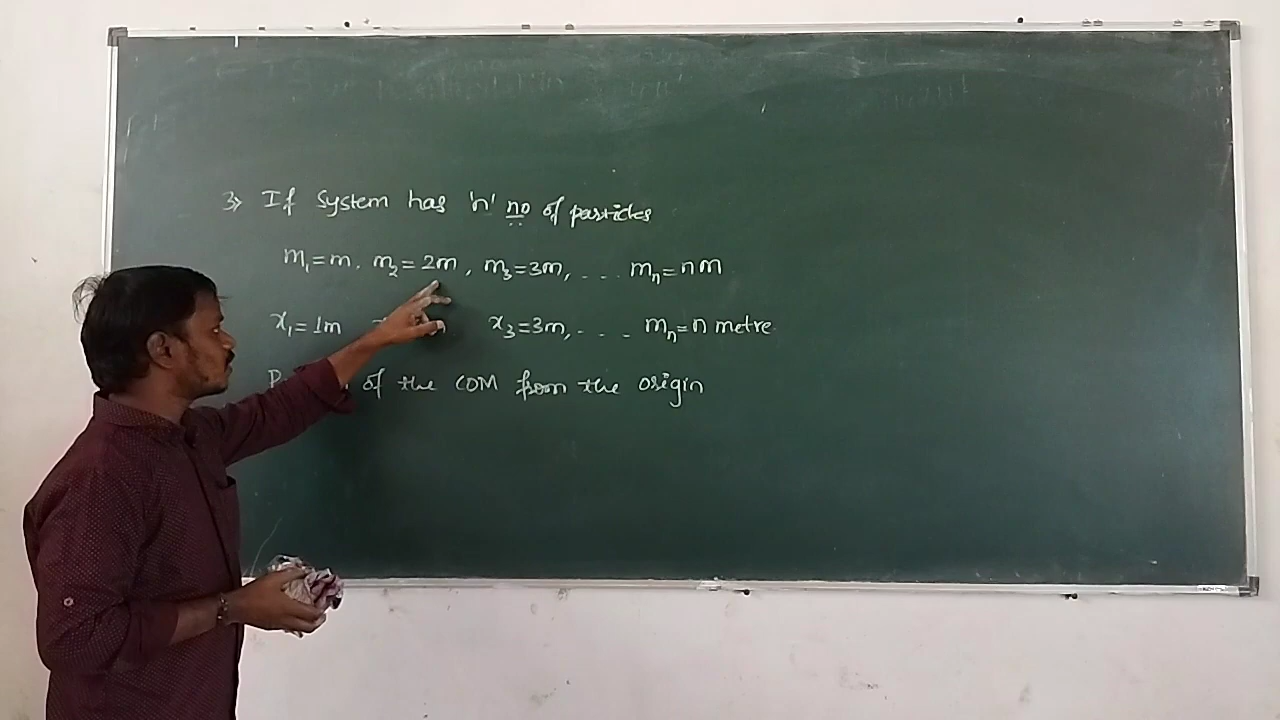 3» If System has 'n' no of particles
m₁=m, m₂=2m, m₃=3m, ... mₙ=nm
x₁=1m x₃=3m, ... mₙ=n metre
of the COM from the origin